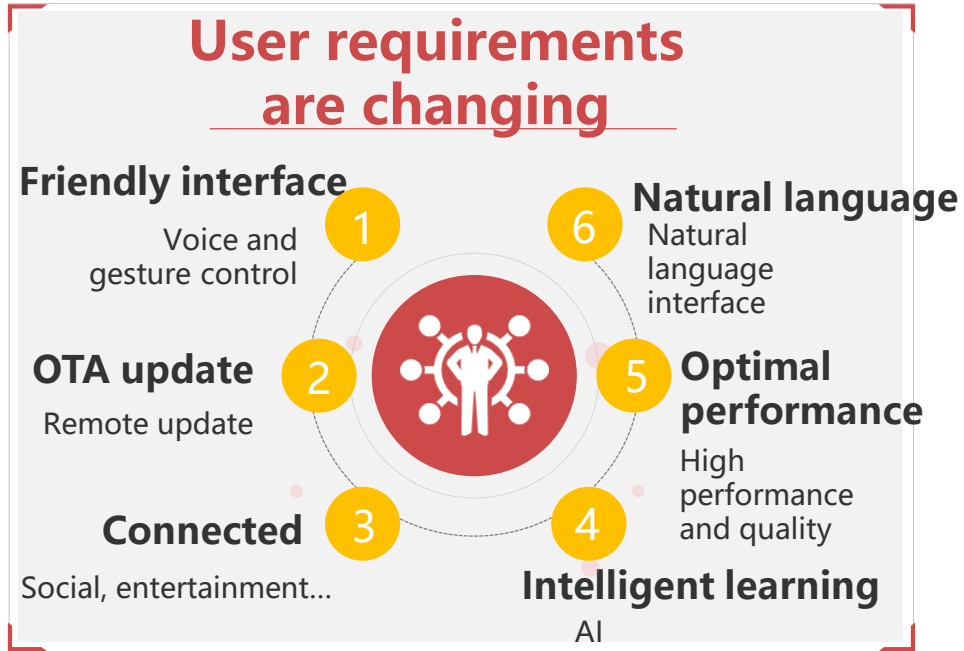 User requirements
are changing
Friendly interface
1
Voice and
gesture control
OTA update
2
Remote update
Connected
3
Social, entertainment...
4
Intelligent learning
AI
5
Optimal
performance
High
performance
and quality
6
Natural language
Natural
language
interface